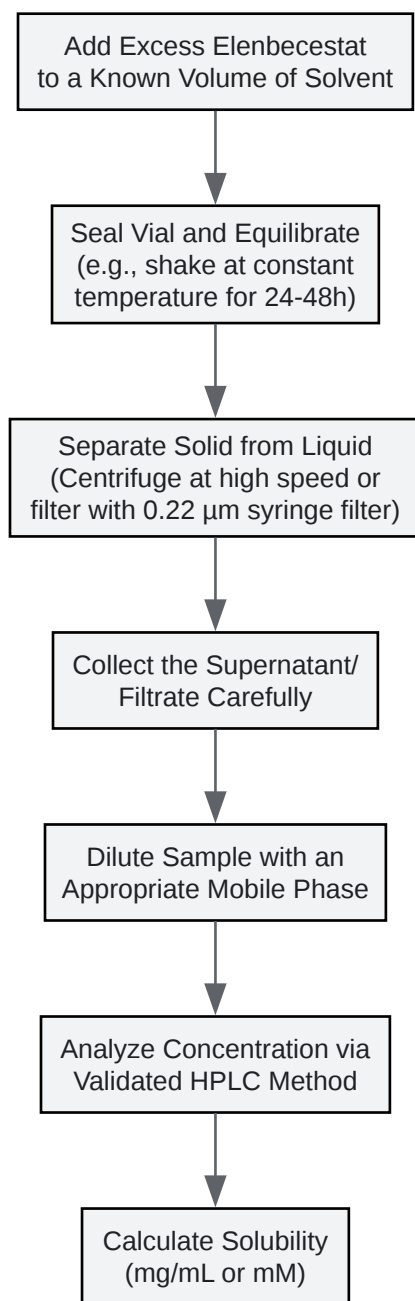 Add Excess Elenbecestat
to a Known Volume of Solvent
Seal Vial and Equilibrate
(e.g., shake at constant
temperature for 24-48h)
Separate Solid from Liquid
(Centrifuge at high speed or
filter with 0.22 µm syringe filter)
Collect the Supernatant/
Filtrate Carefully
Dilute Sample with an
Appropriate Mobile Phase
Analyze Concentration via
Validated HPLC Method
Calculate Solubility
(mg/mL or mM)